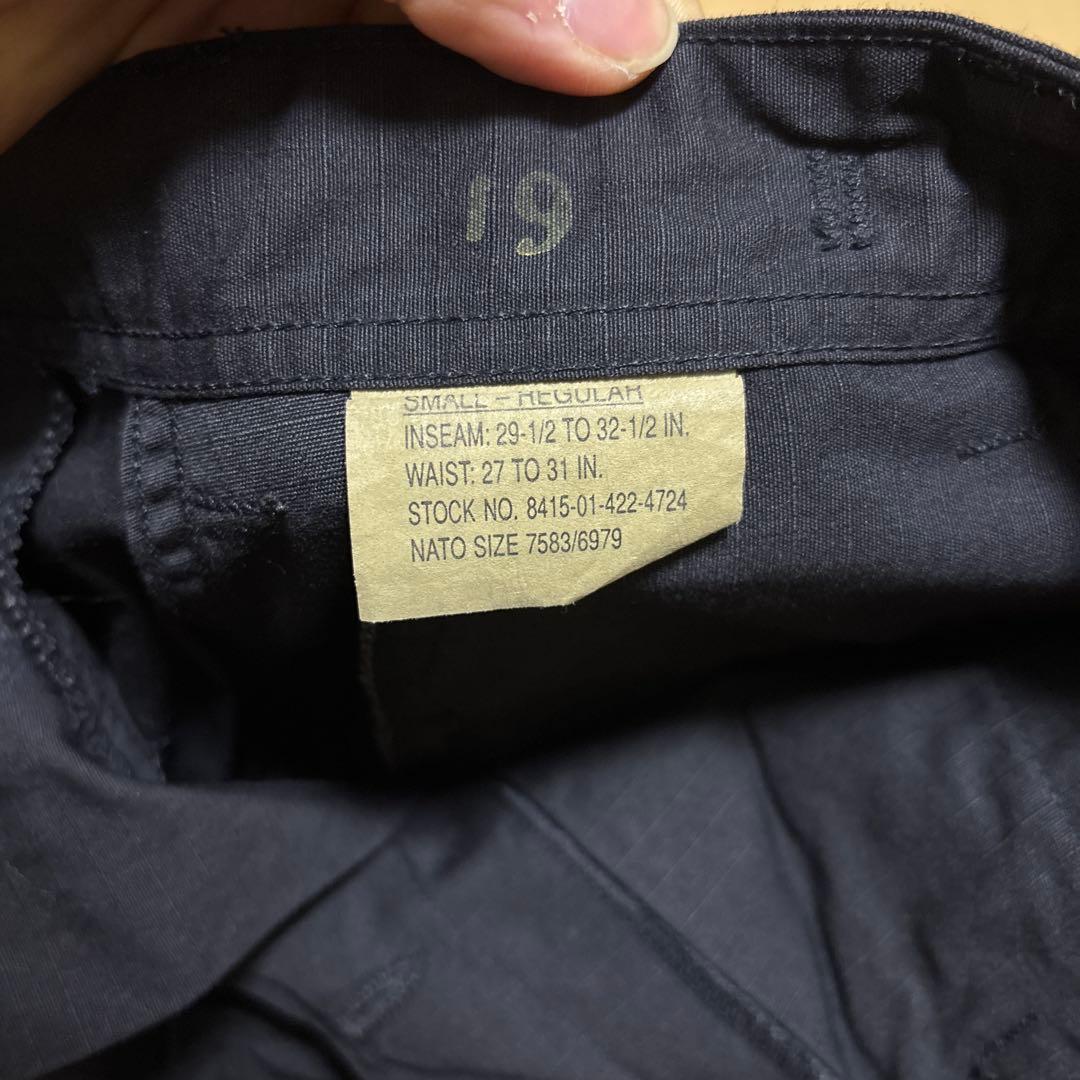 19
SMALL - REGULAR
INSEAM: 29-1/2 TO 32-1/2 IN.
WAIST: 27 TO 31 IN.
STOCK NO. 8415-01-422-4724
NATO SIZE 7583/6979